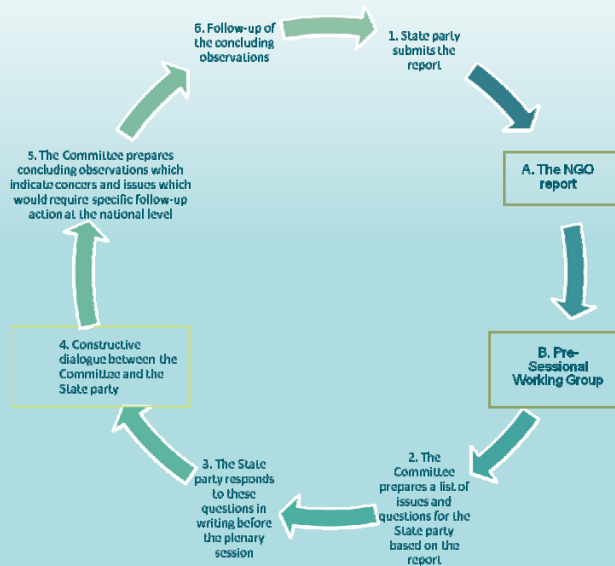 6. Follow-up of
the concluding
observations
1. State party
submits the
report
A. The NGO
report
B. Pre-
Sessional
Working Group
2. The
Committee
prepares a list of
issues and
questions for the
State party
based on the
report
3. The State
party responds
to these
questions in
writing before
the plenary
session
4. Constructive
dialogue between the
Committee and the
State party
5. The Committee prepares
concluding observations which
indicate concers and issues which
would require specific follow-up
action at the national level